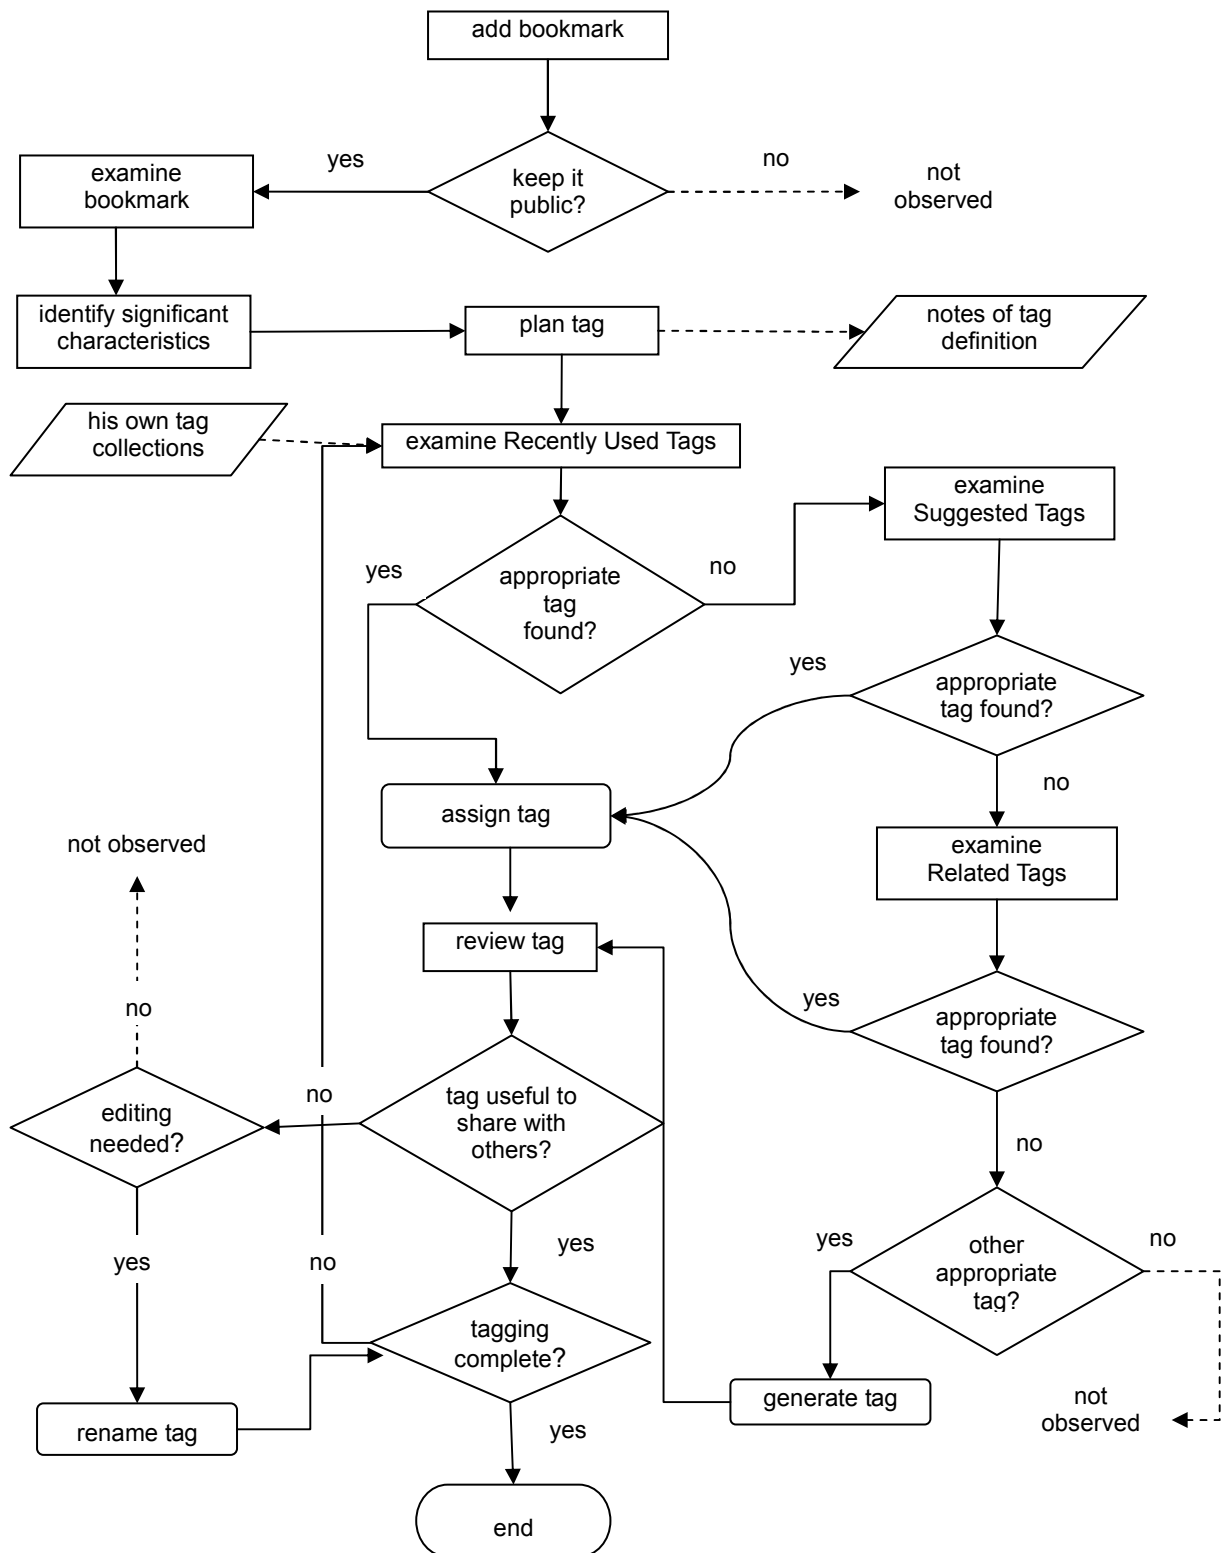 add bookmark
yes
no
keep it
public?
examine
bookmark
not
observed
identify significant
characteristics
plan tag
notes of tag
definition
his own tag
collections
examine Recently Used Tags
examine
Suggested Tags
yes
no
appropriate
tag
found?
yes
appropriate
tag found?
no
assign tag
not observed
examine
Related Tags
review tag
no
yes
appropriate
tag found?
no
tag useful to
share with
others?
editing
needed?
no
yes
yes
no
yes
other
appropriate
tag?
no
tagging
complete?
generate tag
not
observed
rename tag
yes
end